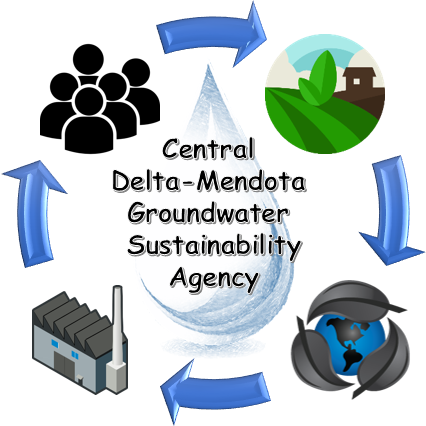 Central
Delta-Mendota
Groundwater
Sustainability
Agency